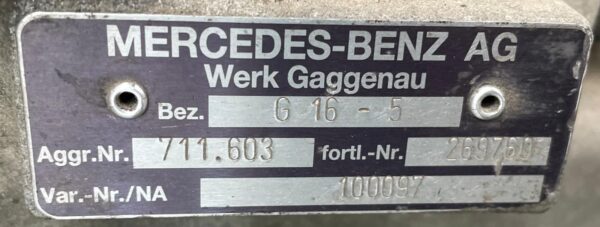 MERCEDES-BENZ AG
Werk Gaggenau
Bez. G 16 - 5
Aggr.Nr. 711.603 fortl.-Nr. 269760
Var.-Nr./NA 100097